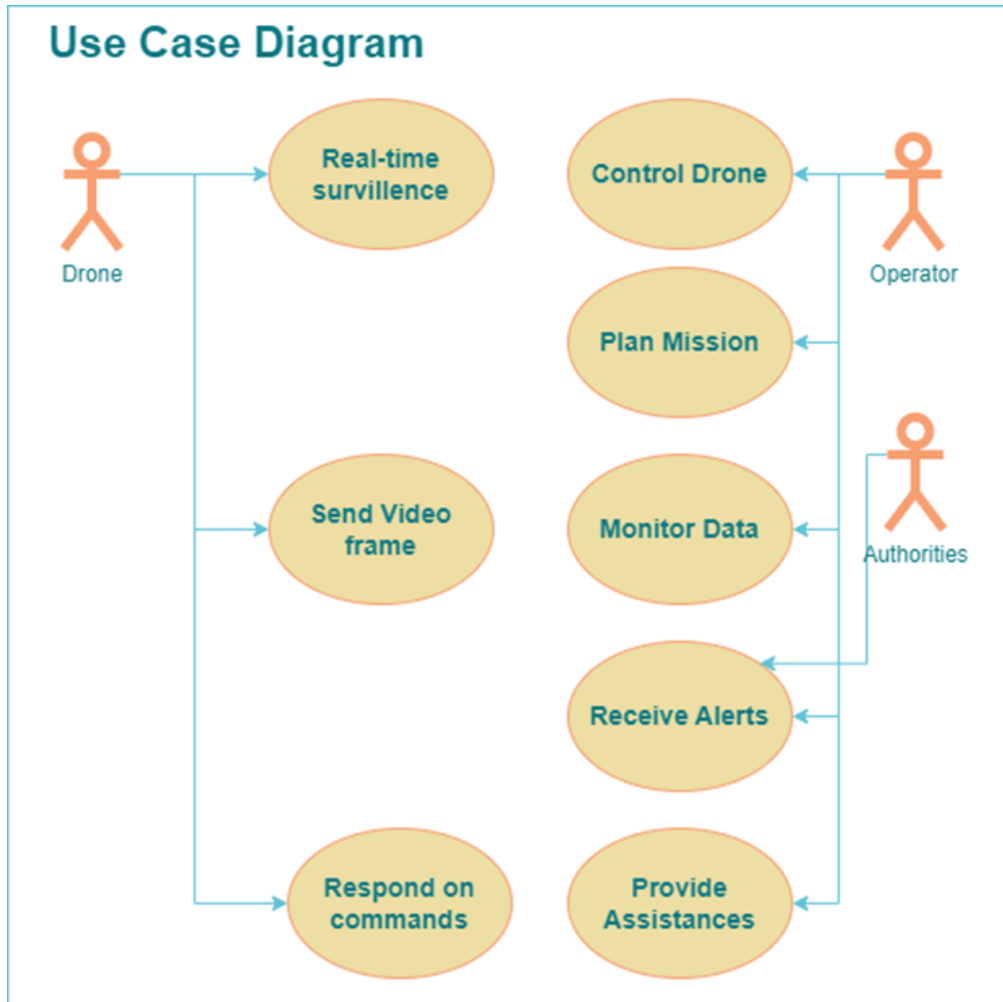 Use Case Diagram
Real-time
survillence
Control Drone
Drone
Operator
Plan Mission
Send Video
frame
Monitor Data
Authorities
Receive Alerts
Respond on
commands
Provide
Assistances